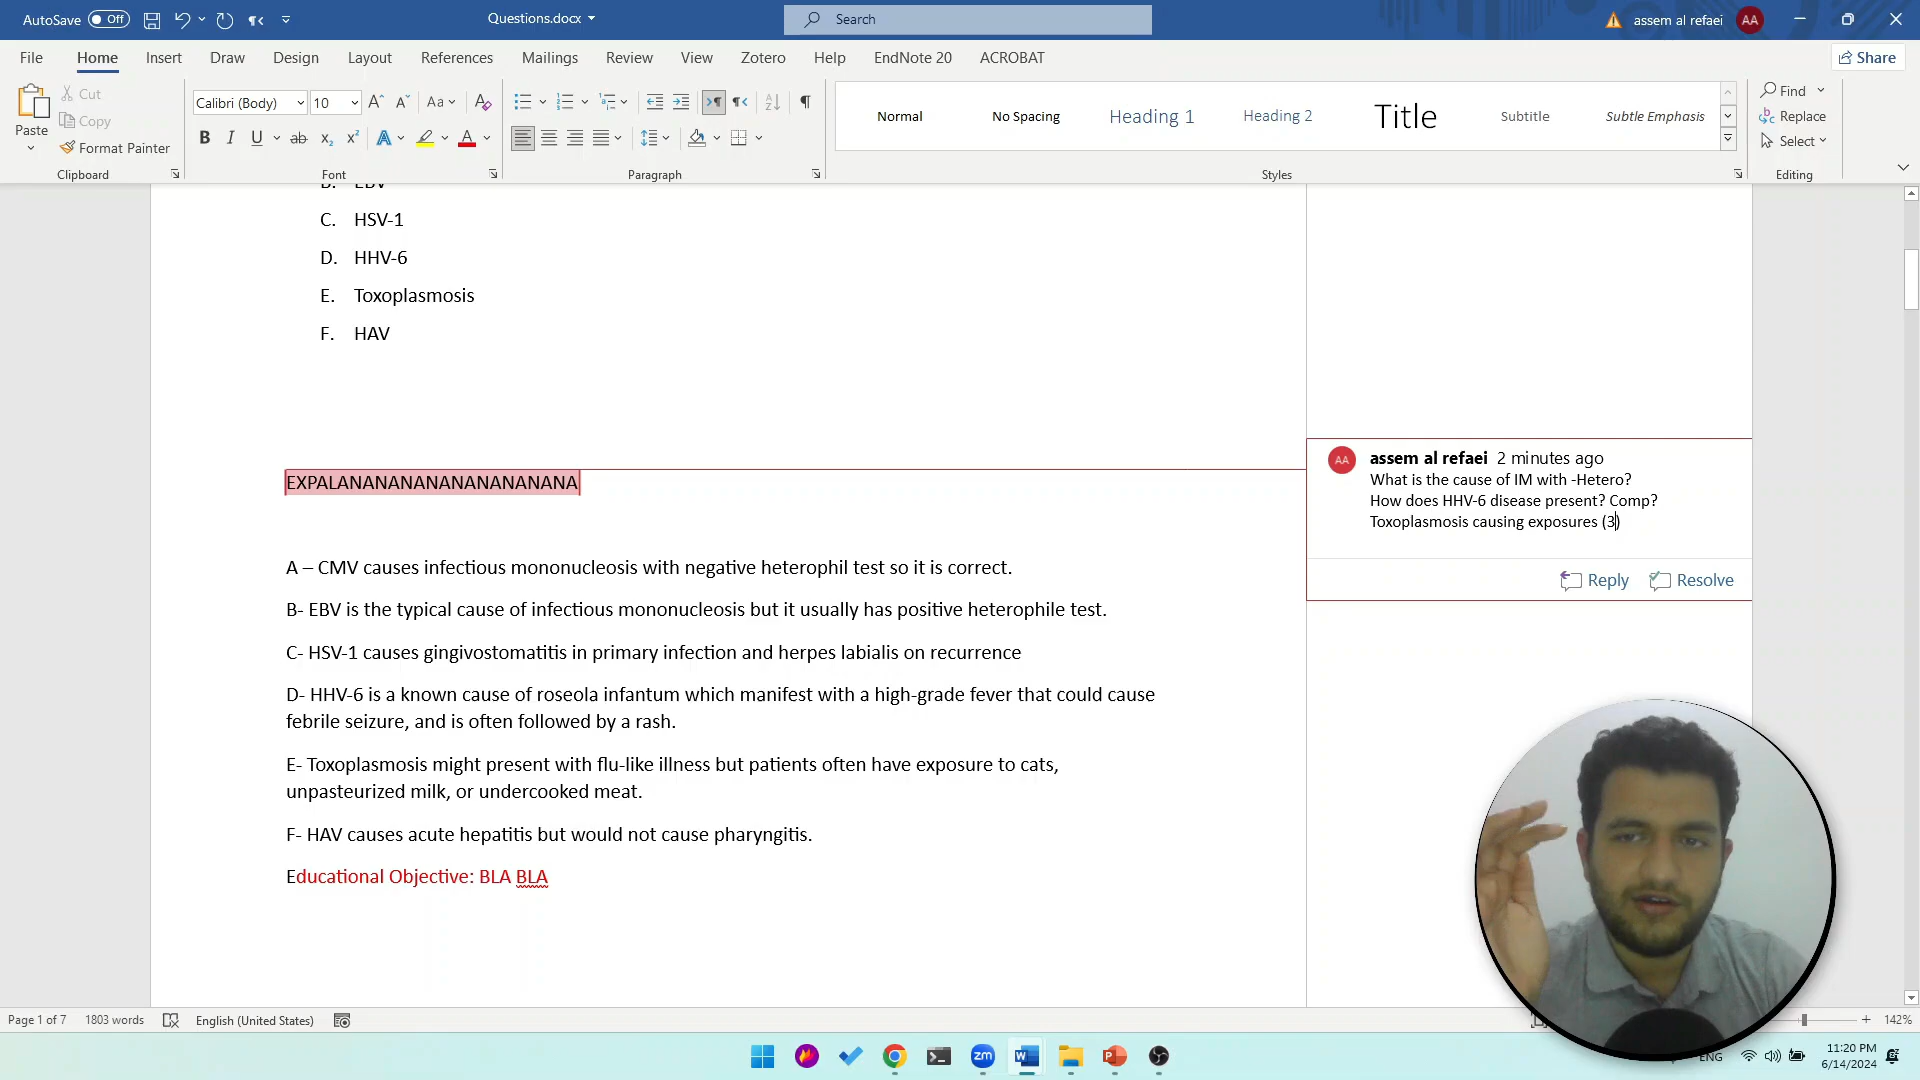 AutoSave Off Questions.docx Search assem al refaei AA
File Home Insert Draw Design Layout References Mailings Review View Zotero Help EndNote 20 ACROBAT Share
Paste Cut Copy Format Painter
Clipboard
Calibri (Body) 10 Aa
B I U ab x₂ x² A A
Font
Paragraph
Normal No Spacing Heading 1 Heading 2 Title Subtitle Subtle Emphasis
Styles
Find
Replace
Select
Editing
B. EBV
C. HSV-1
D. HHV-6
E. Toxoplasmosis
F. HAV
EXPALANANANANANANANANANA
A – CMV causes infectious mononucleosis with negative heterophil test so it is correct.
B- EBV is the typical cause of infectious mononucleosis but it usually has positive heterophile test.
C- HSV-1 causes gingivostomatitis in primary infection and herpes labialis on recurrence
D- HHV-6 is a known cause of roseola infantum which manifest with a high-grade fever that could cause
febrile seizure, and is often followed by a rash.
E- Toxoplasmosis might present with flu-like illness but patients often have exposure to cats,
unpasteurized milk, or undercooked meat.
F- HAV causes acute hepatitis but would not cause pharyngitis.
Educational Objective: BLA BLA
AA assem al refaei 2 minutes ago
What is the cause of IM with -Hetero?
How does HHV-6 disease present? Comp?
Toxoplasmosis causing exposures (3)
Reply Resolve
Page 1 of 7 1803 words English (United States) 142%
zm ENG 11:20 PM
6/14/2024